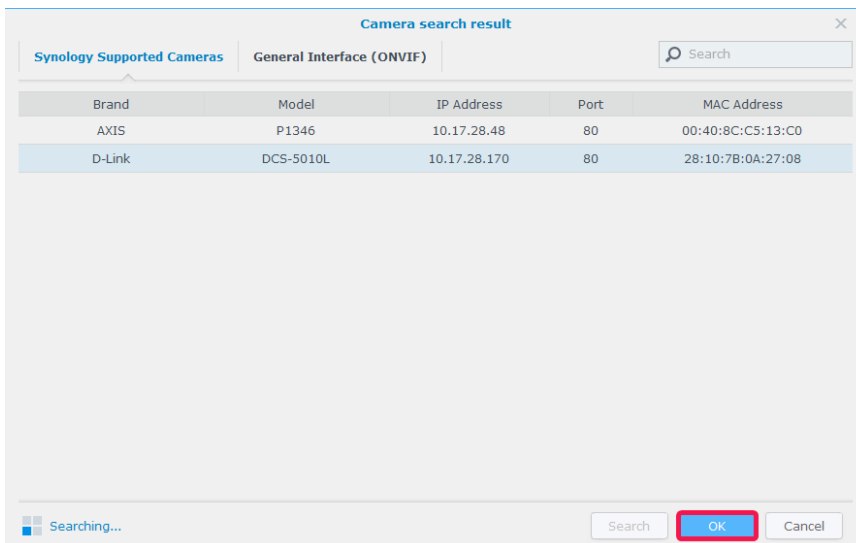 Camera search result
Synology Supported Cameras General Interface (ONVIF) Search
Brand Model IP Address Port MAC Address
AXIS P1346 10.17.28.48 80 00:40:8C:C5:13:C0
D-Link DCS-5010L 10.17.28.170 80 28:10:7B:0A:27:08
Searching... Search OK Cancel